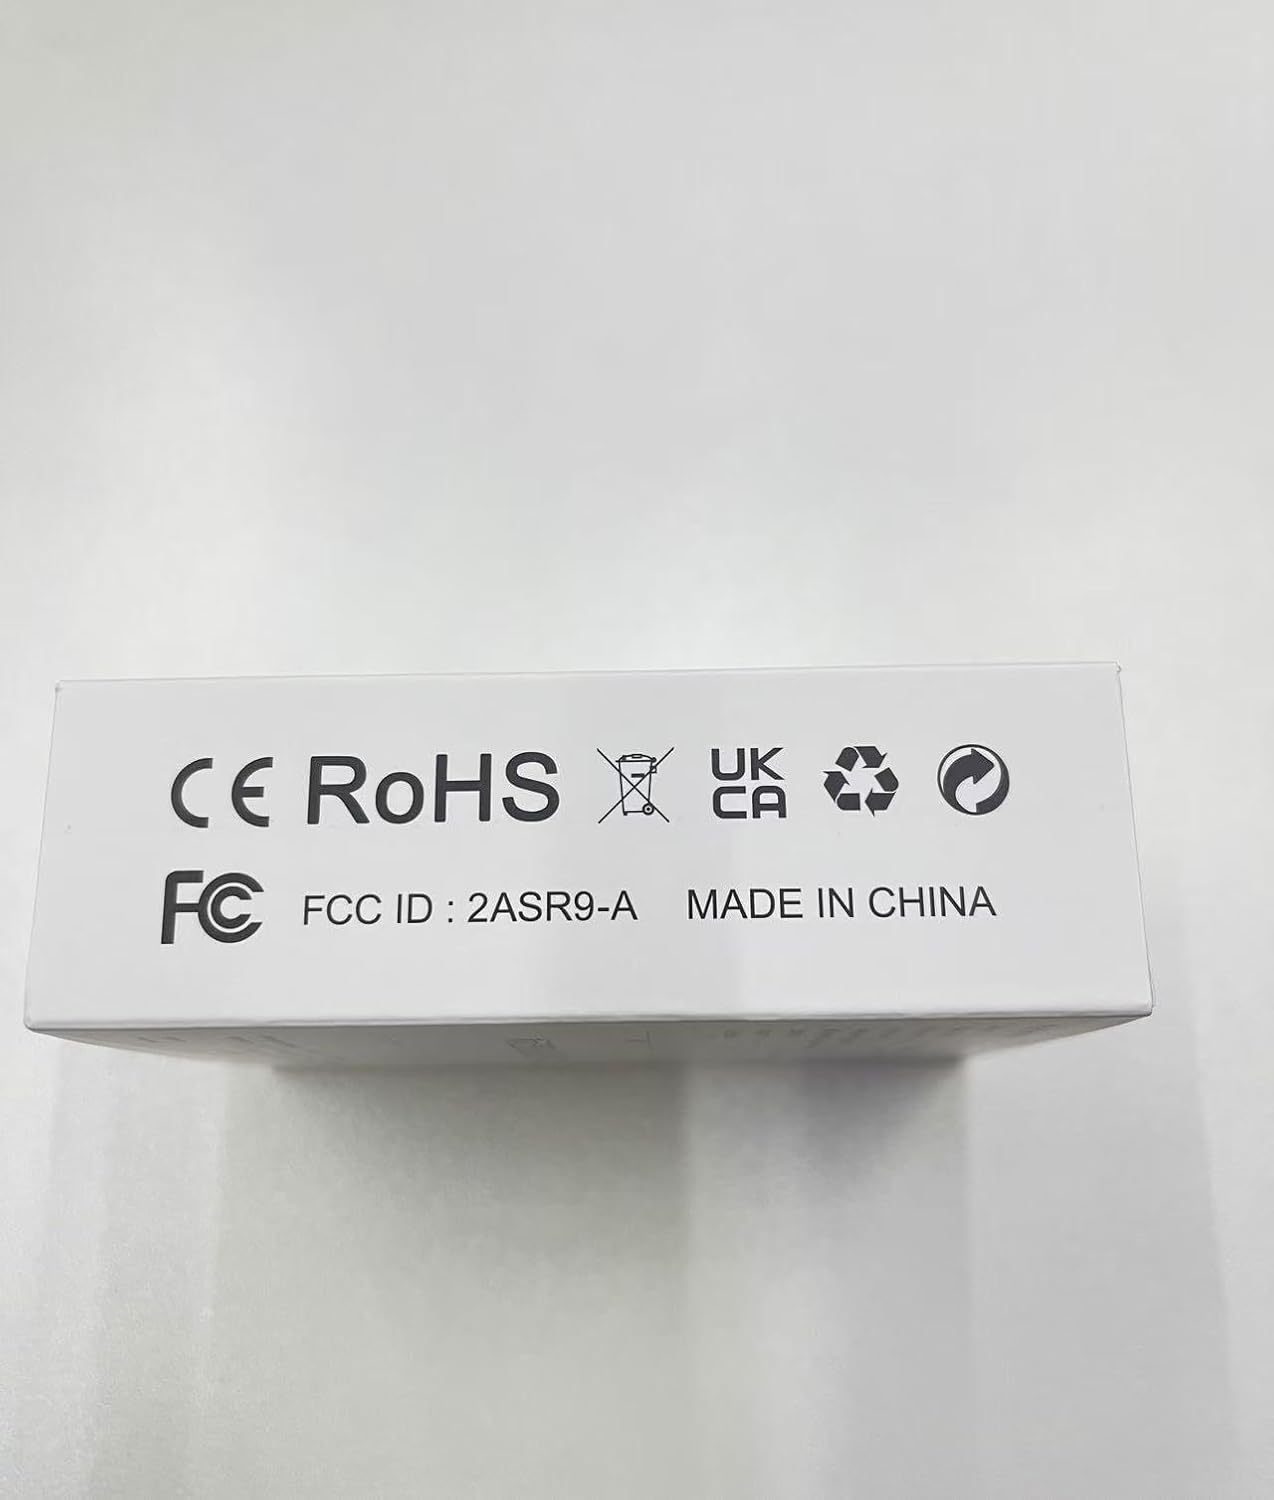 CE RoHS UK
CA
FC FCC ID : 2ASR9-A MADE IN CHINA